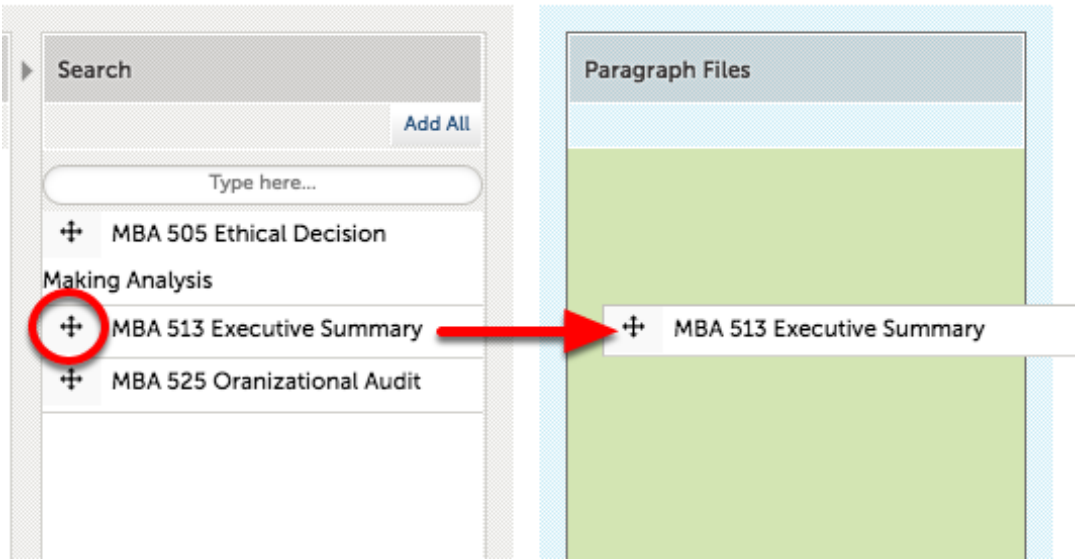 Search
Add All
Type here...
MBA 505 Ethical Decision
Making Analysis
MBA 513 Executive Summary
MBA 525 Oranizational Audit
Paragraph Files
MBA 513 Executive Summary